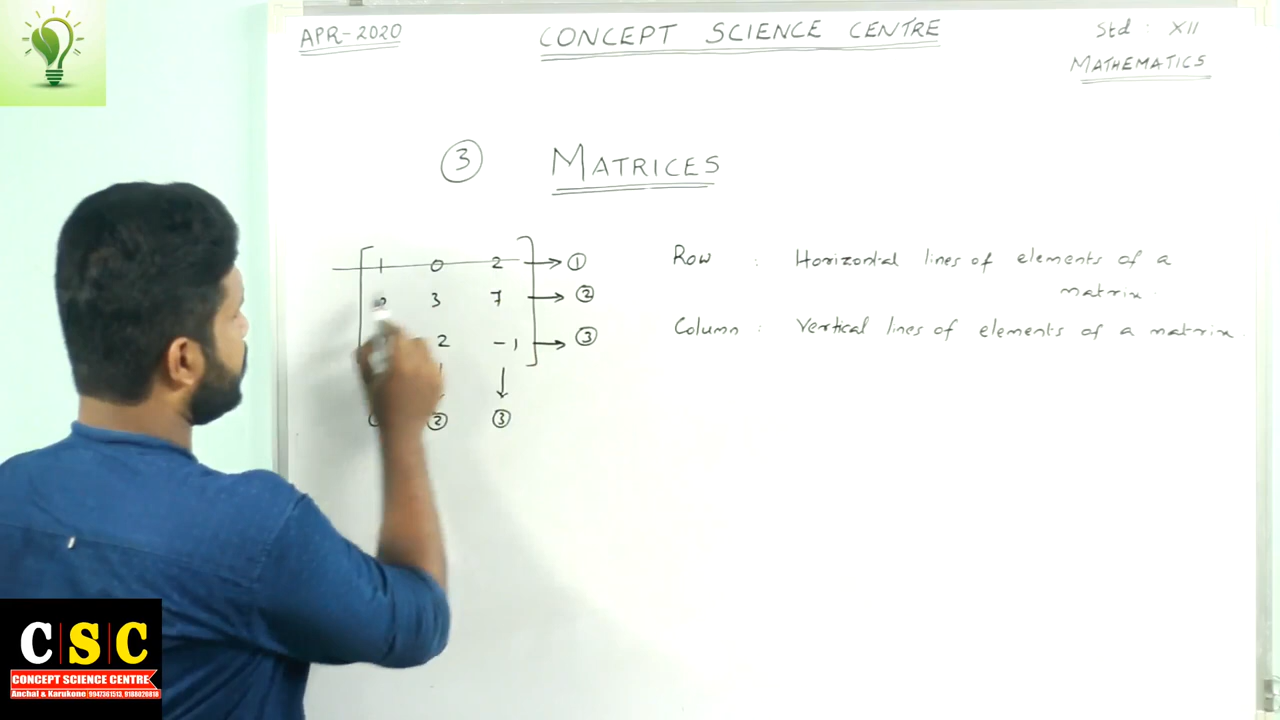 APR-2020
CONCEPT SCIENCE CENTRE
Std : XII
MATHEMATICS
③ MATRICES
1 0 2 → ①
3 7 → ②
2 -1 → ③
↓
② ③
Row : Horizontal lines of elements of a
matrix.
Column : Vertical lines of elements of a matrix.
CSC
CONCEPT SCIENCE CENTRE
Anchal & Karukone